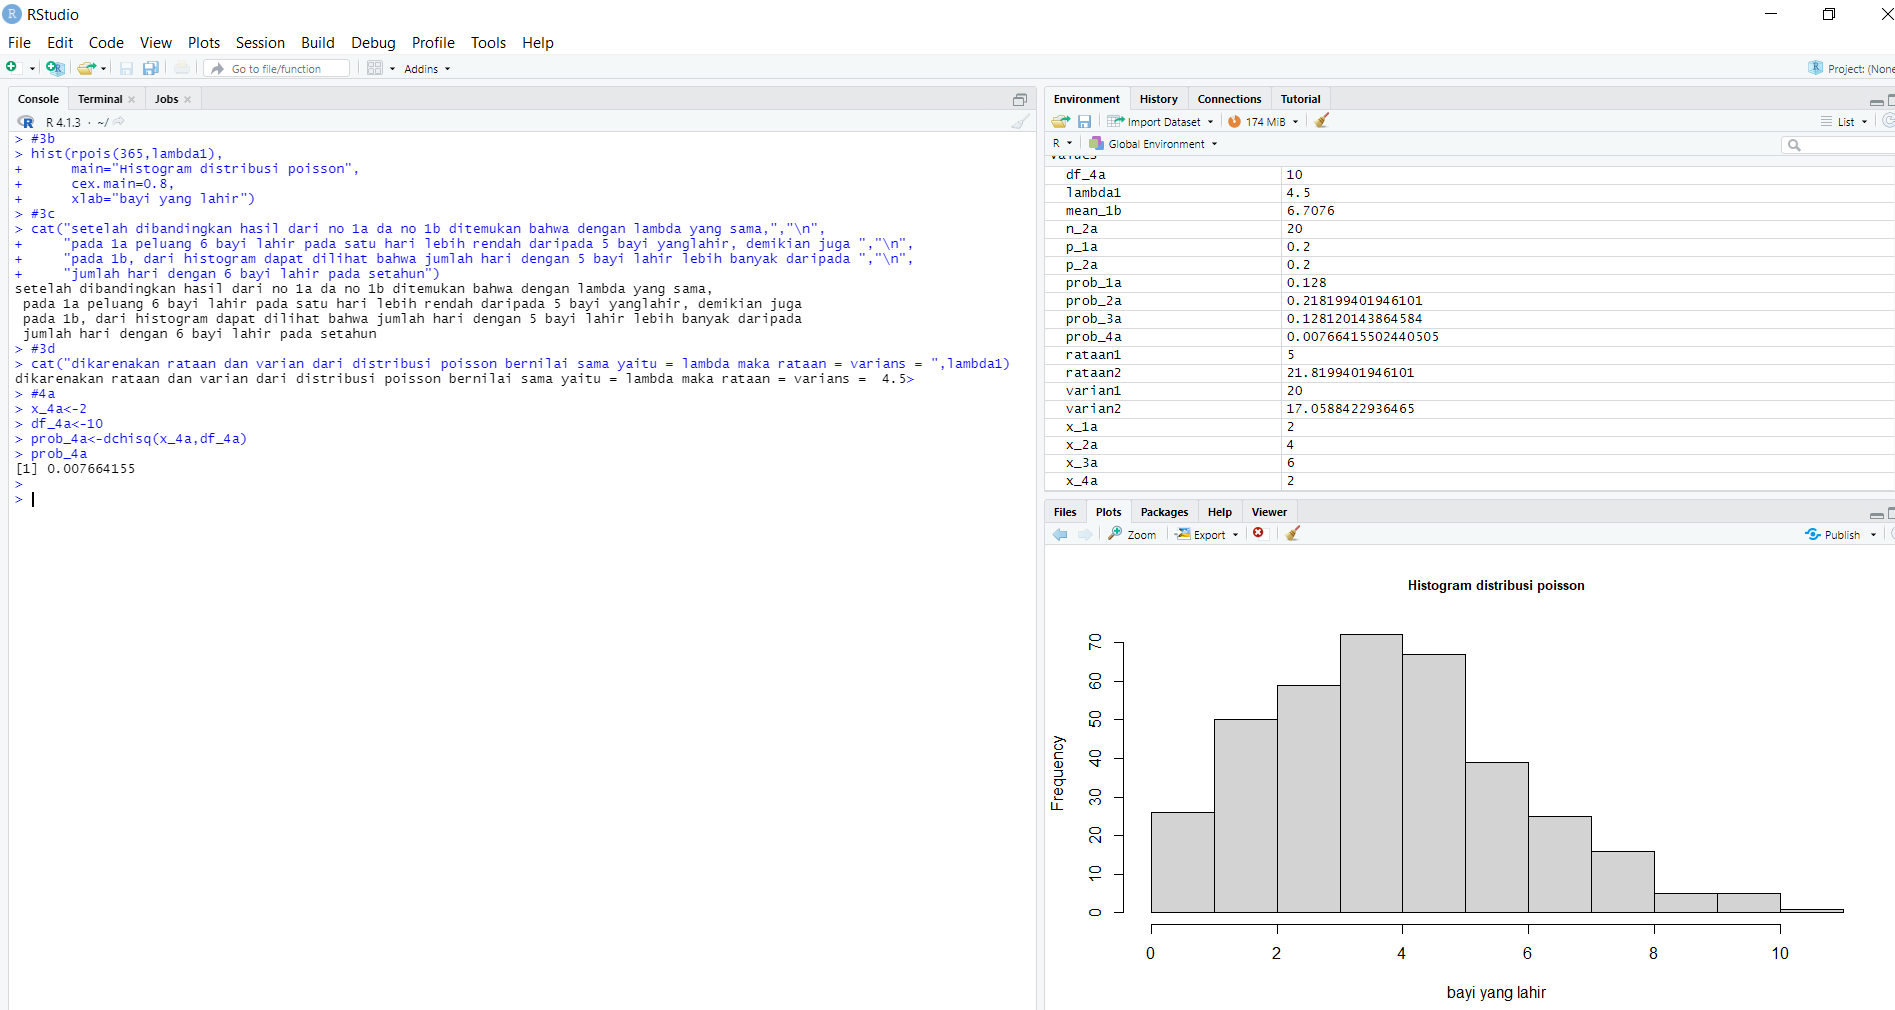 RStudio
File Edit Code View Plots Session Build Debug Profile Tools Help
Go to file/function Addins Project: (None
Console Terminal Jobs
R 4.1.3 · ~/
> #3b
> hist(rpois(365,lambda1),
+      main="Histogram distribusi poisson",
+      cex.main=0.8,
+      xlab="bayi yang lahir")
> #3c
> cat("setelah dibandingkan hasil dari no 1a da no 1b ditemukan bahwa dengan lambda yang sama,","\n",
+     "pada 1a peluang 6 bayi lahir pada satu hari lebih rendah daripada 5 bayi yanglahir, demikian juga ","\n",
+     "pada 1b, dari histogram dapat dilihat bahwa jumlah hari dengan 5 bayi lahir lebih banyak daripada ","\n",
+     "jumlah hari dengan 6 bayi lahir pada setahun")
setelah dibandingkan hasil dari no 1a da no 1b ditemukan bahwa dengan lambda yang sama,
 pada 1a peluang 6 bayi lahir pada satu hari lebih rendah daripada 5 bayi yanglahir, demikian juga
 pada 1b, dari histogram dapat dilihat bahwa jumlah hari dengan 5 bayi lahir lebih banyak daripada
 jumlah hari dengan 6 bayi lahir pada setahun
> #3d
> cat("dikarenakan rataan dan varian dari distribusi poisson bernilai sama yaitu = lambda maka rataan = varians = ",lambda1)
dikarenakan rataan dan varian dari distribusi poisson bernilai sama yaitu = lambda maka rataan = varians =  4.5>
> #4a
> x_4a<-2
> df_4a<-10
> prob_4a<-dchisq(x_4a,df_4a)
> prob_4a
[1] 0.007664155
>
>
Environment History Connections Tutorial
Import Dataset 174 MiB List
R Global Environment
Values
df_4a 10
lambda1 4.5
mean_1b 6.7076
n_2a 20
p_1a 0.2
p_2a 0.2
prob_1a 0.128
prob_2a 0.218199401946101
prob_3a 0.128120143864584
prob_4a 0.00766415502440505
rataan1 5
rataan2 21.8199401946101
varian1 20
varian2 17.0588422936465
x_1a 2
x_2a 4
x_3a 6
x_4a 2
Files Plots Packages Help Viewer
Zoom Export Publish
Histogram distribusi poisson
Frequency
70
60
50
40
30
20
10
0
0 2 4 6 8 10
bayi yang lahir